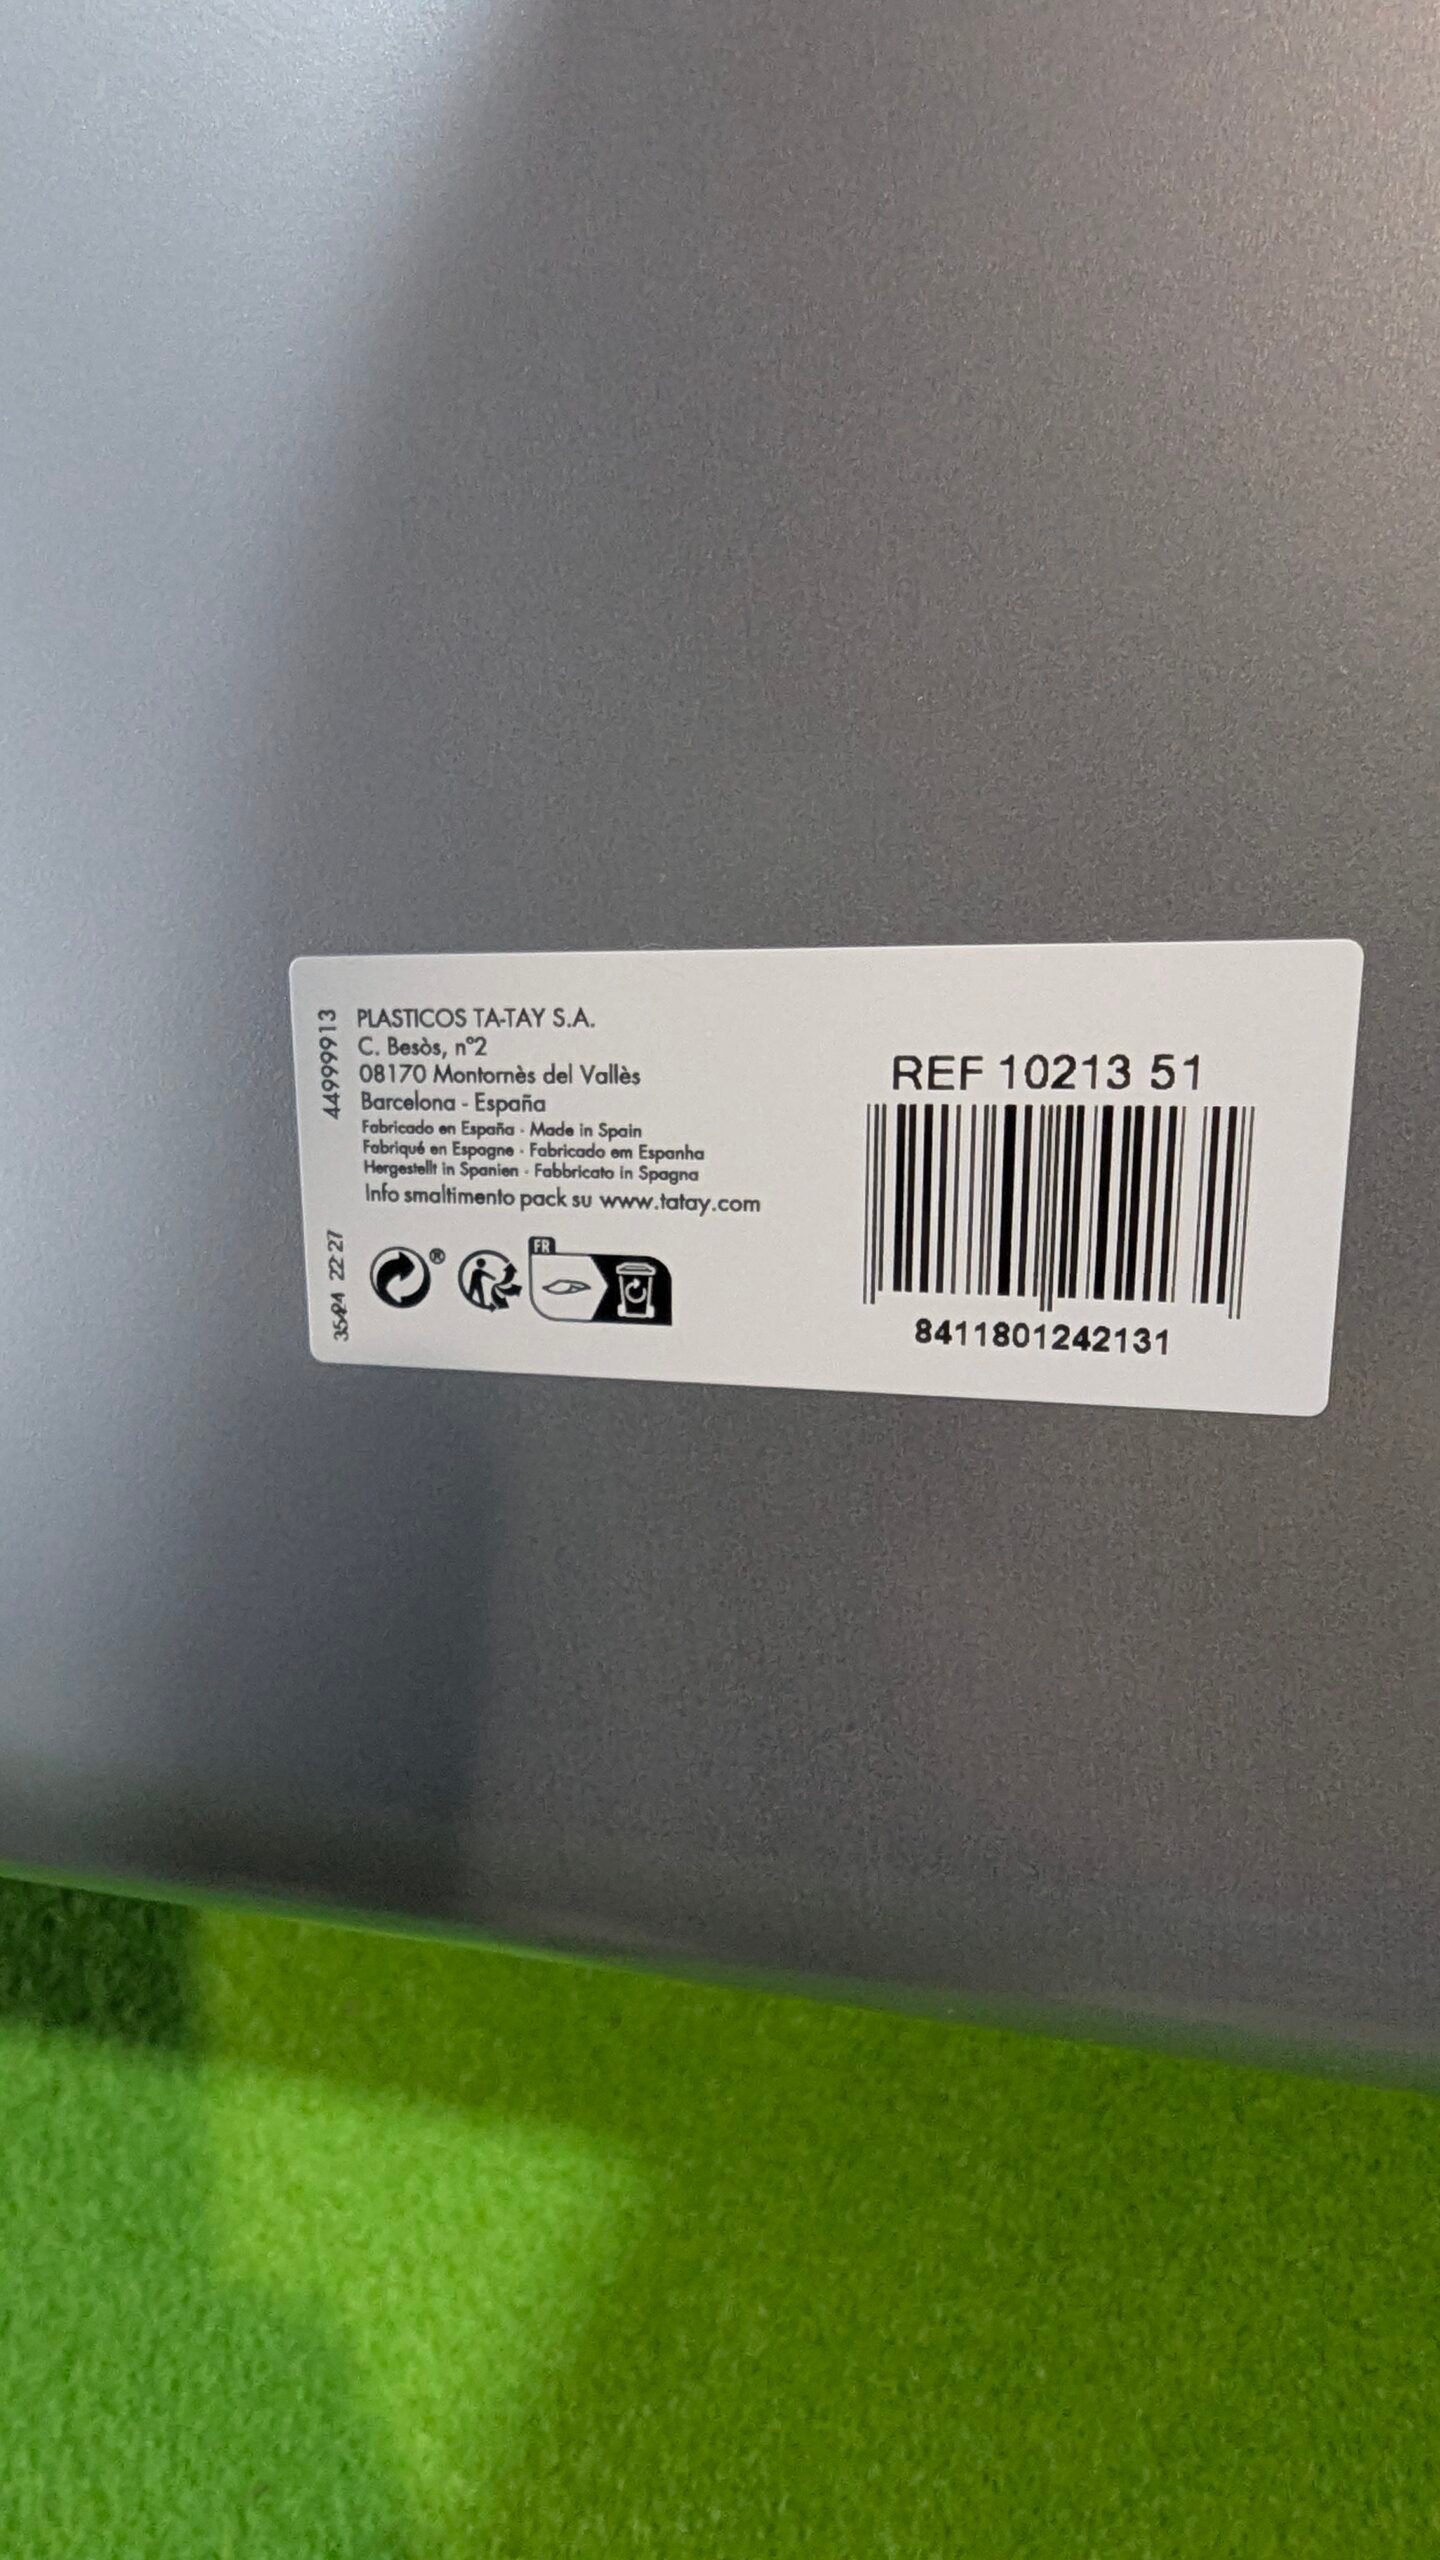 44999913
PLASTICOS TA-TAY S.A.
C. Besòs, nº2
08170 Montornès del Vallès
Barcelona - España
Fabricado en España - Made in Spain
Fabriqué en Espagne - Fabricado em Espanha
Hergestellt in Spanien - Fabbricato in Spagna
Info smaltimento pack su www.tatay.com
22:27
®
FR
REF 10213 51
8411801242131